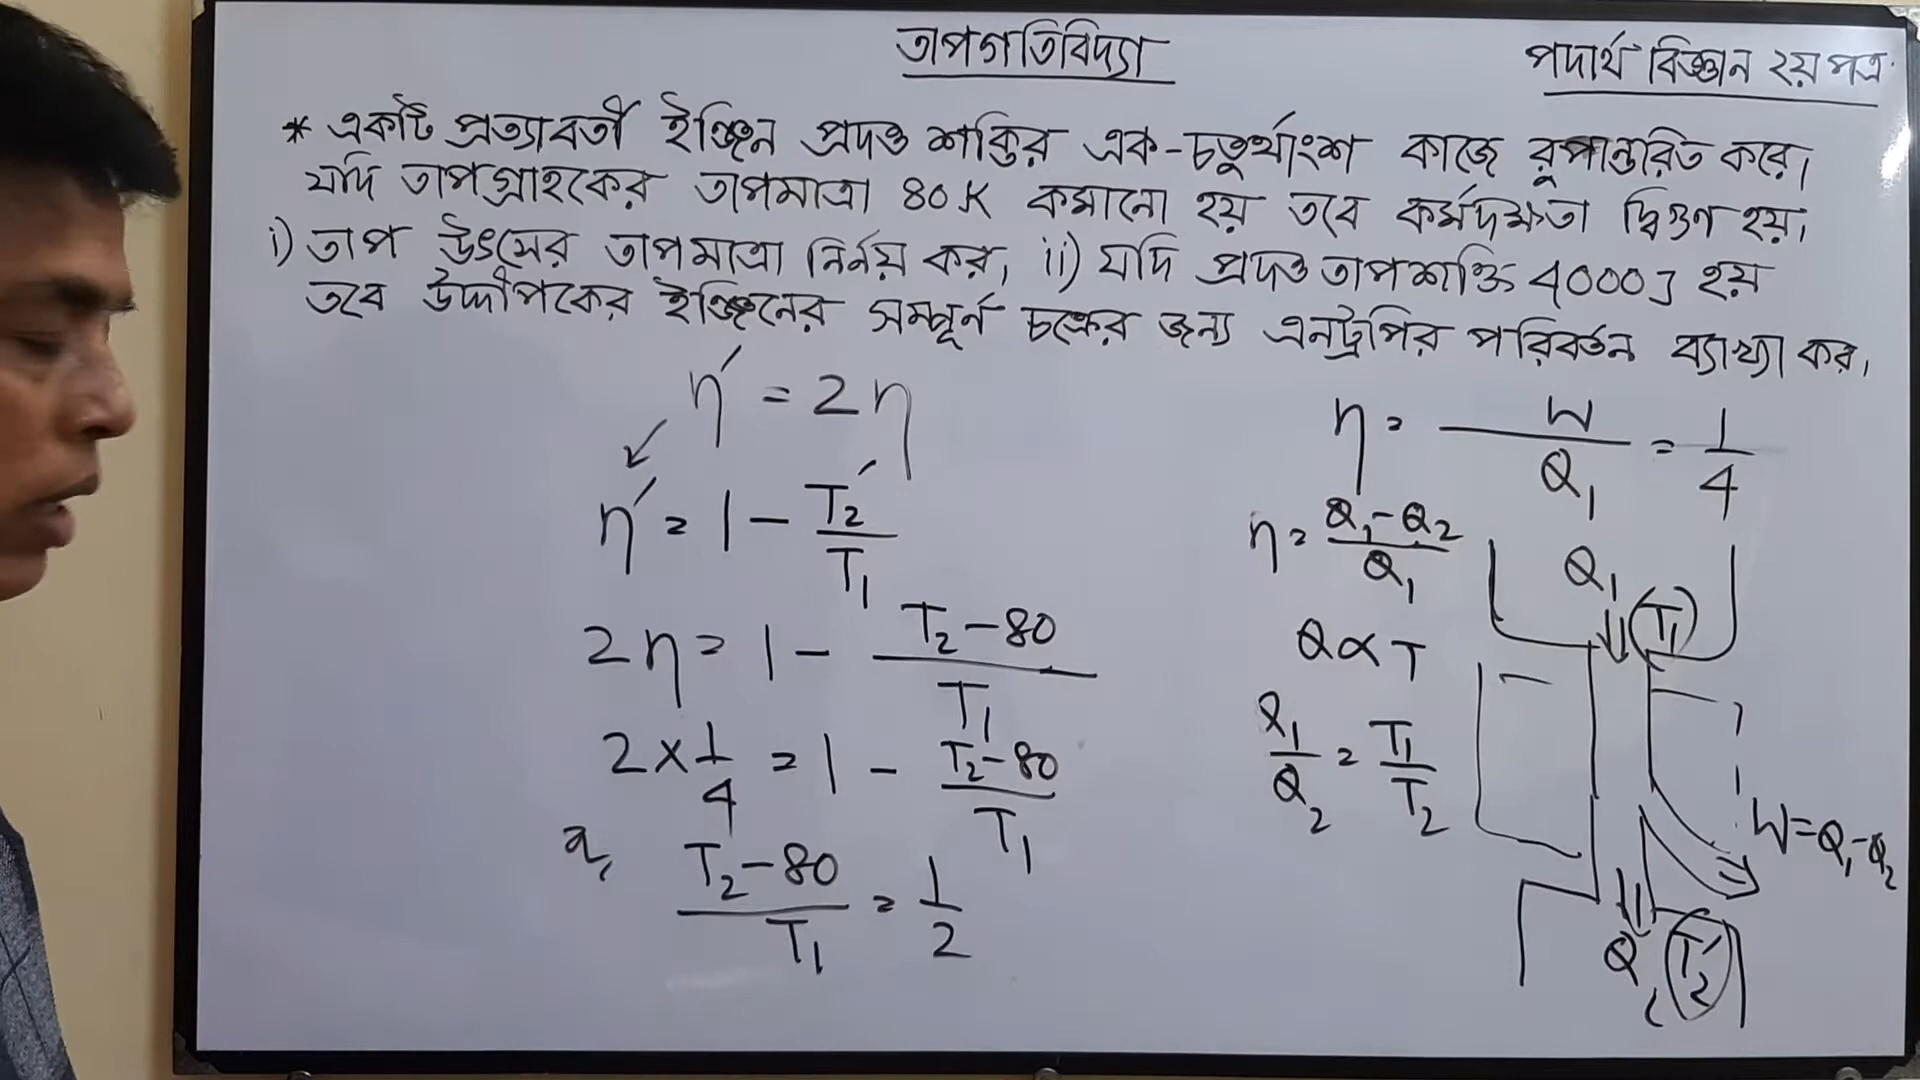 তাপগতিবিদ্যা
পদার্থ বিজ্ঞান ২য় পত্র
* একটি প্রত্যাবর্তী ইঞ্জিন প্রদত্ত শক্তির এক-চতুর্থাংশ কাজে রুপান্তরিত করে।
যদি তাপগ্রাহকের তাপমাত্রা 80K কমানো হয় তবে কর্মদক্ষতা দ্বিগুণ হয়।
i) তাপ উৎসের তাপমাত্রা নির্নয় কর, ii) যদি প্রদত্ত তাপশক্তি 4000J হয়
তবে উদ্দীপকের ইঞ্জিনের সম্পূর্ন চক্রের জন্য এনট্রপির পরিবর্তন ব্যাখ্যা কর।
η′ = 2η
η′ = 1 − T₂′/T₁
2η = 1 − (T₂−80)/T₁
2×1/4 = 1 − (T₂−80)/T₁
বা, (T₂−80)/T₁ = 1/2
η = W/Q₁ = 1/4
η = (Q₁−Q₂)/Q₁
Q∝T
Q₁/Q₂ = T₁/T₂
Q₁
T₁
W=Q₁−Q₂
Q₂
T₂′